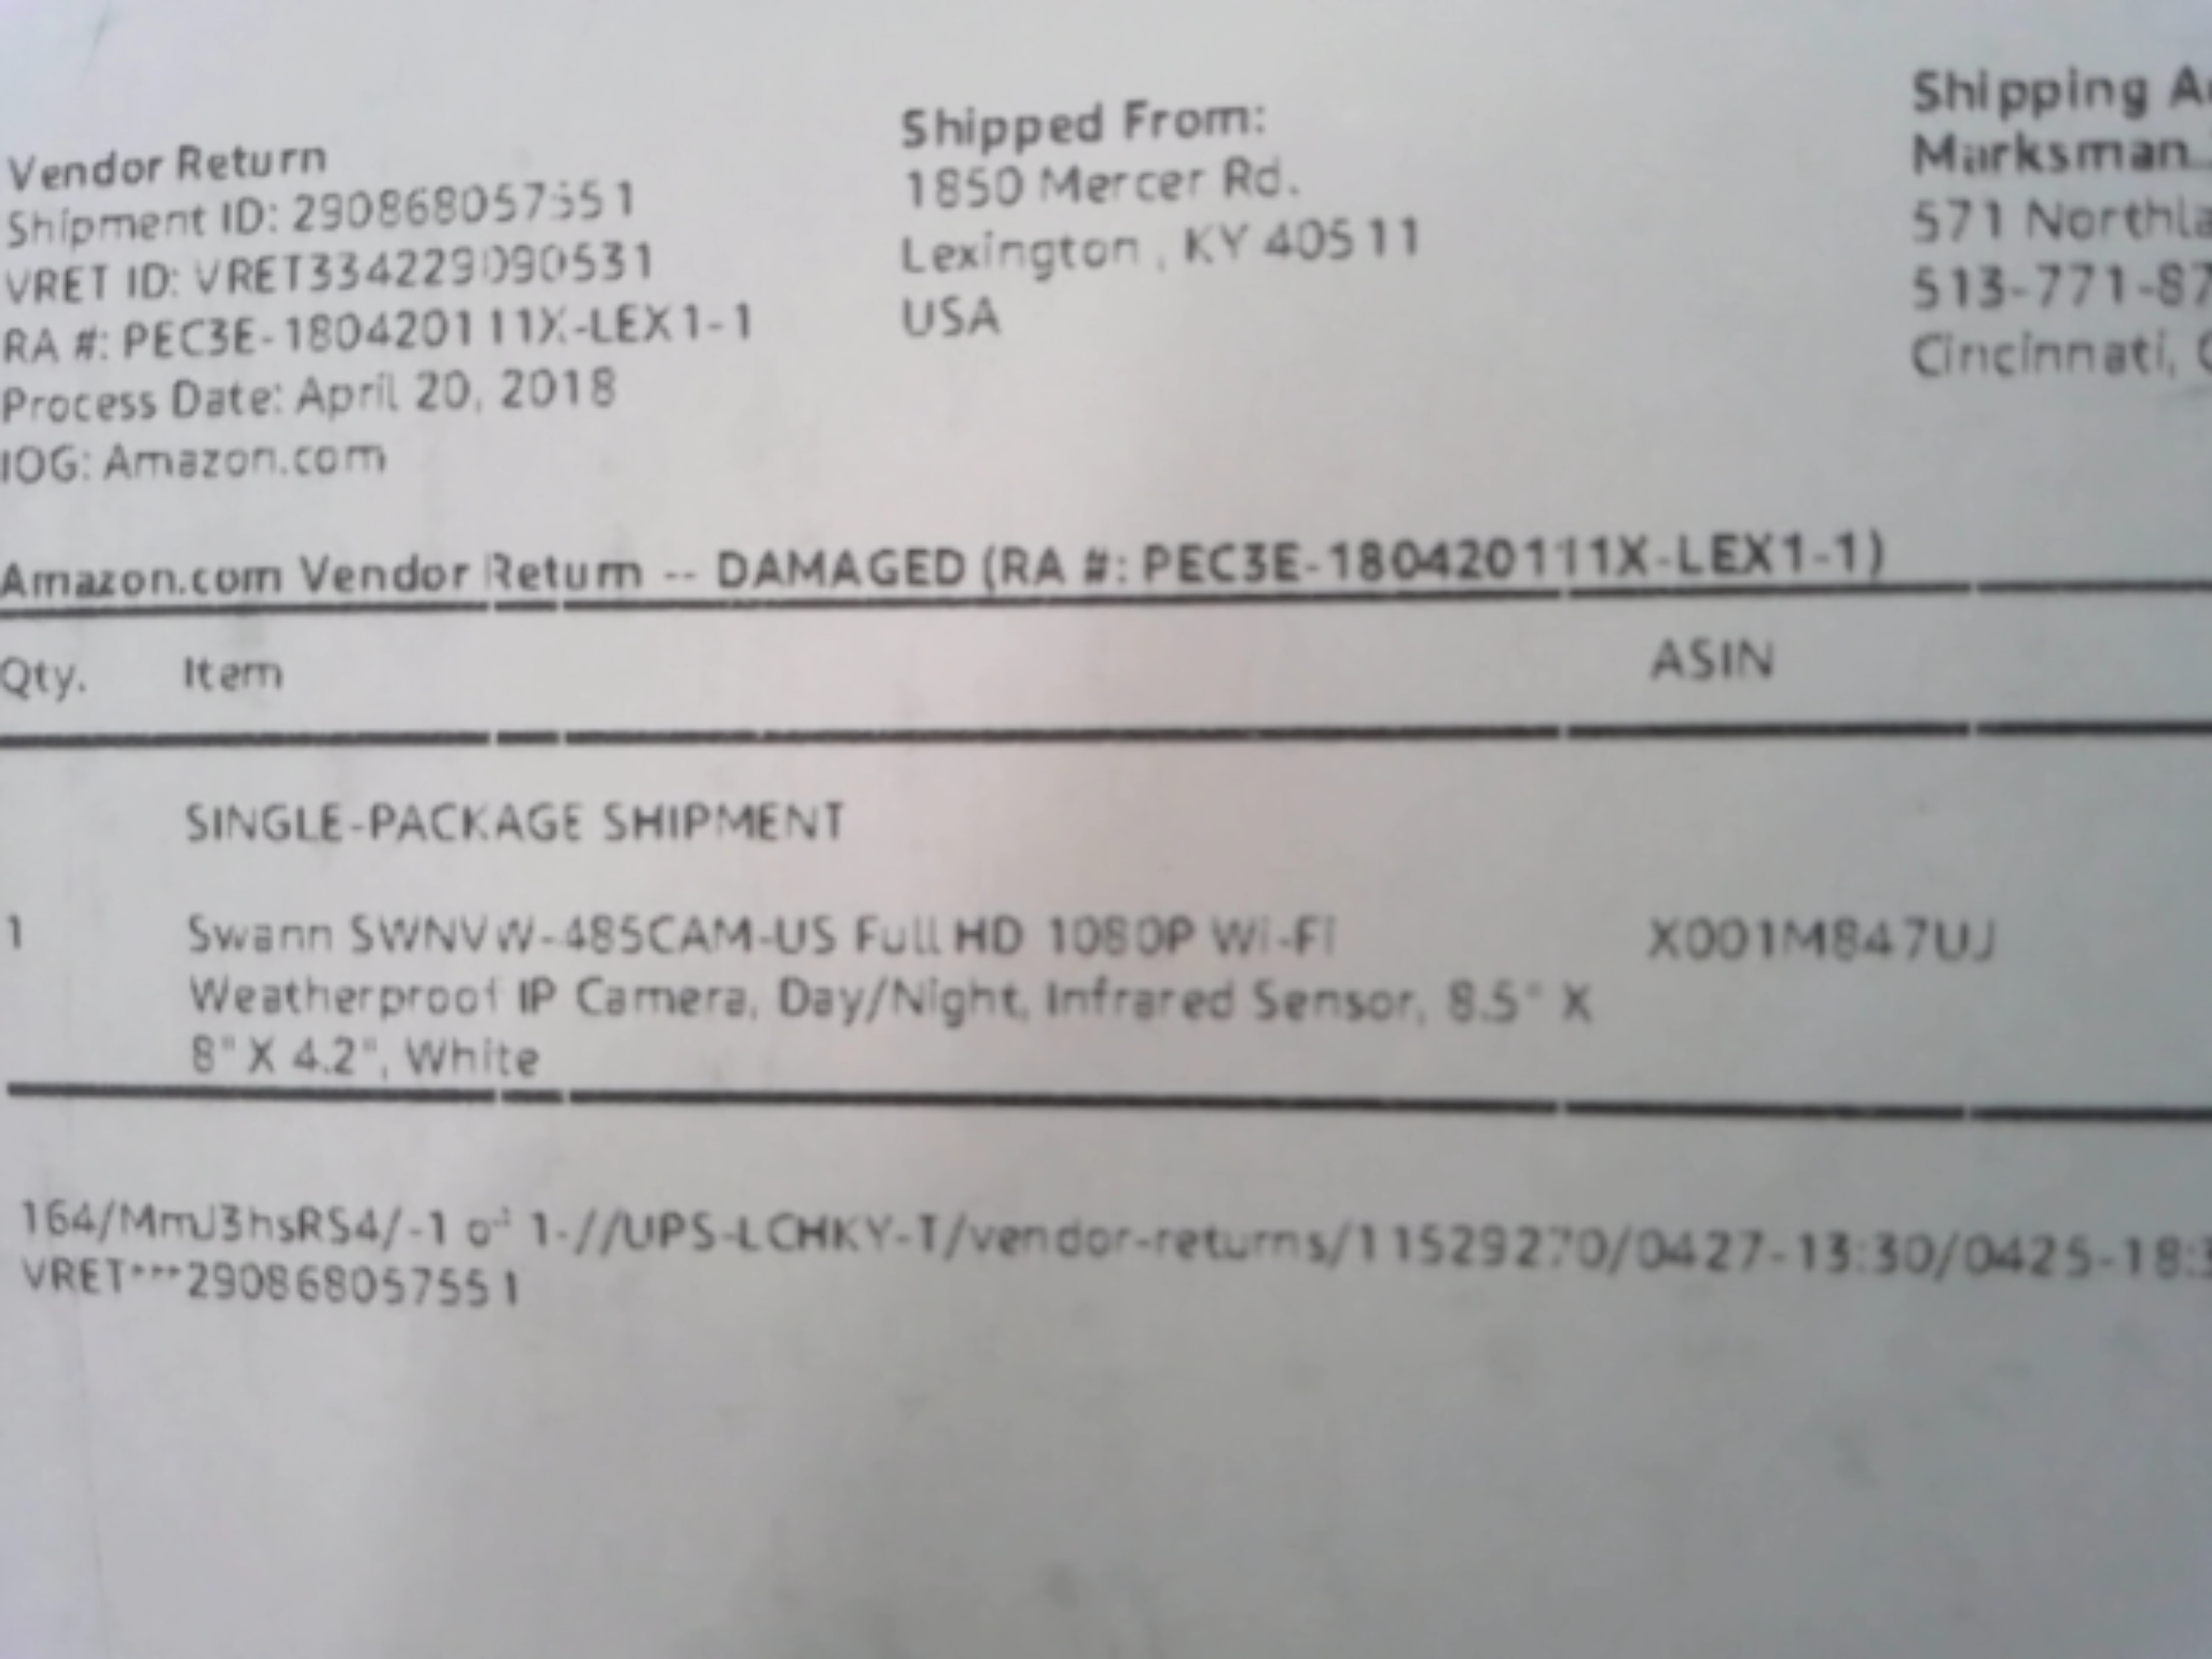 Vendor Return
Shipment ID: 290868057551
VRET ID: VRET334229090531
RA #: PEC3E-180420111X-LEX1-1
Process Date: April 20, 2018
IOG: Amazon.com
Shipped From:
1850 Mercer Rd.
Lexington , KY 40511
USA
Shipping
Marksman
571
513-771-87
Cincinnati,
Amazon.com Vendor Return -- DAMAGED (RA #: PEC3E-180420111X-LEX1-1)
Qty. Item ASIN
SINGLE-PACKAGE SHIPMENT
1 Swann SWNVW-485CAM-US Full HD 1080P Wi-Fi X001M847UJ
Weatherproof IP Camera, Day/Night, Infrared Sensor, 8.5" X
8" X 4.2", White
164/MmJ3hsRS4/-1 of 1-//UPS-LCHKY-T/vendor-returns/11529270/0427-13:30/0425-18:3
VRET***290868057551